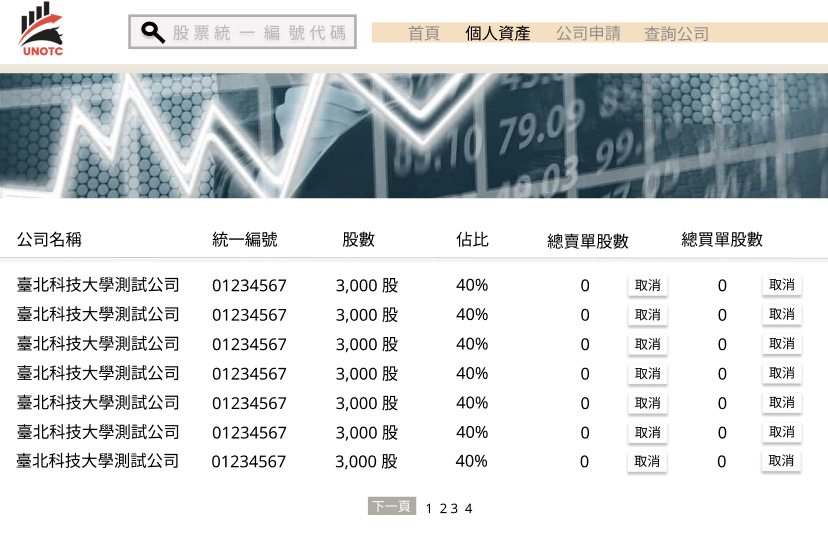 UNOTC
股票統一編號代碼
首頁 個人資產 公司申請 查詢公司
79.09
99.
49.03
公司名稱 統一編號 股數 佔比 總賣單股數 總買單股數
臺北科技大學測試公司 01234567 3,000 股 40% 0 取消 0 取消
臺北科技大學測試公司 01234567 3,000 股 40% 0 取消 0 取消
臺北科技大學測試公司 01234567 3,000 股 40% 0 取消 0 取消
臺北科技大學測試公司 01234567 3,000 股 40% 0 取消 0 取消
臺北科技大學測試公司 01234567 3,000 股 40% 0 取消 0 取消
臺北科技大學測試公司 01234567 3,000 股 40% 0 取消 0 取消
臺北科技大學測試公司 01234567 3,000 股 40% 0 取消 0 取消
下一頁 1 2 3 4